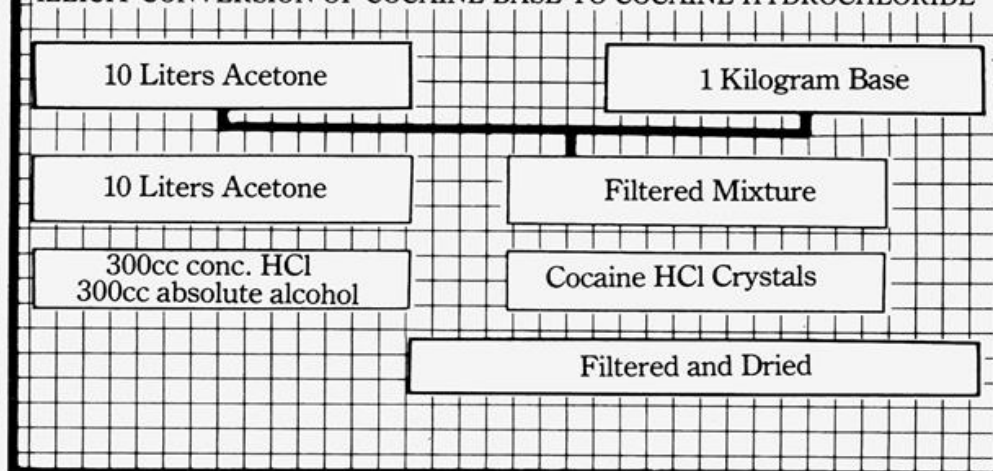 ILLICIT CONVERSION OF COCAINE BASE TO COCAINE HYDROCHLORIDE
10 Liters Acetone
1 Kilogram Base
10 Liters Acetone
Filtered Mixture
300cc conc. HCl
300cc absolute alcohol
Cocaine HCl Crystals
Filtered and Dried